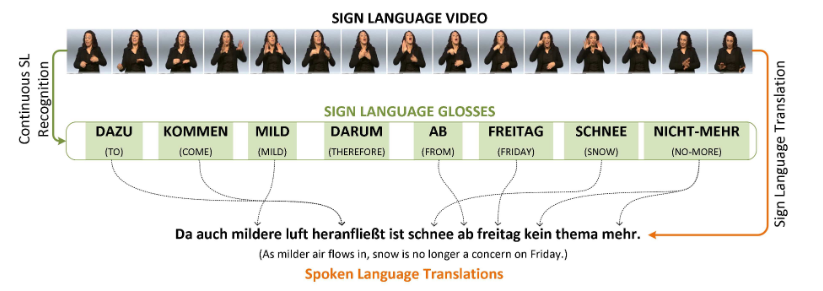 SIGN LANGUAGE VIDEO
Continuous SL
Recognition
SIGN LANGUAGE GLOSSES
DAZU KOMMEN MILD DARUM AB FREITAG SCHNEE NICHT-MEHR
(TO) (COME) (MILD) (THEREFORE) (FROM) (FRIDAY) (SNOW) (NO-MORE)
Sign Language Translation
Da auch mildere luft heranfließt ist schnee ab freitag kein thema mehr.
(As milder air flows in, snow is no longer a concern on Friday.)
Spoken Language Translations